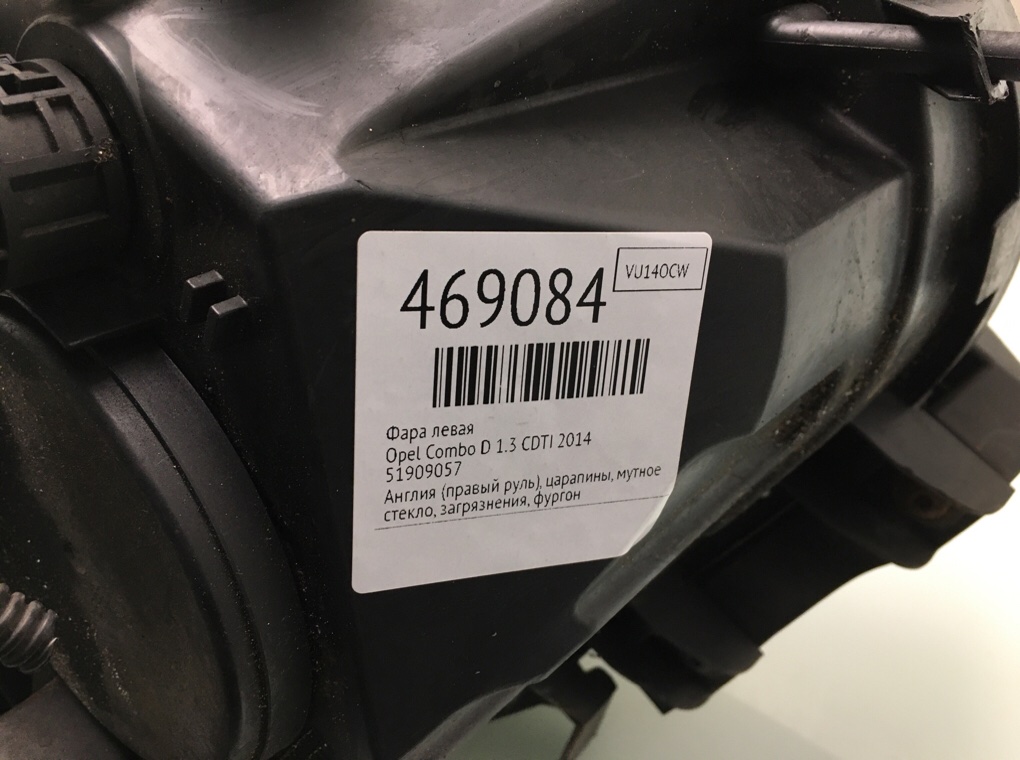 469084
VU14OCW
Фара левая
Opel Combo D 1.3 CDTI 2014
51909057
Англия (правый руль), царапины, мутное
стекло, загрязнения, фургон